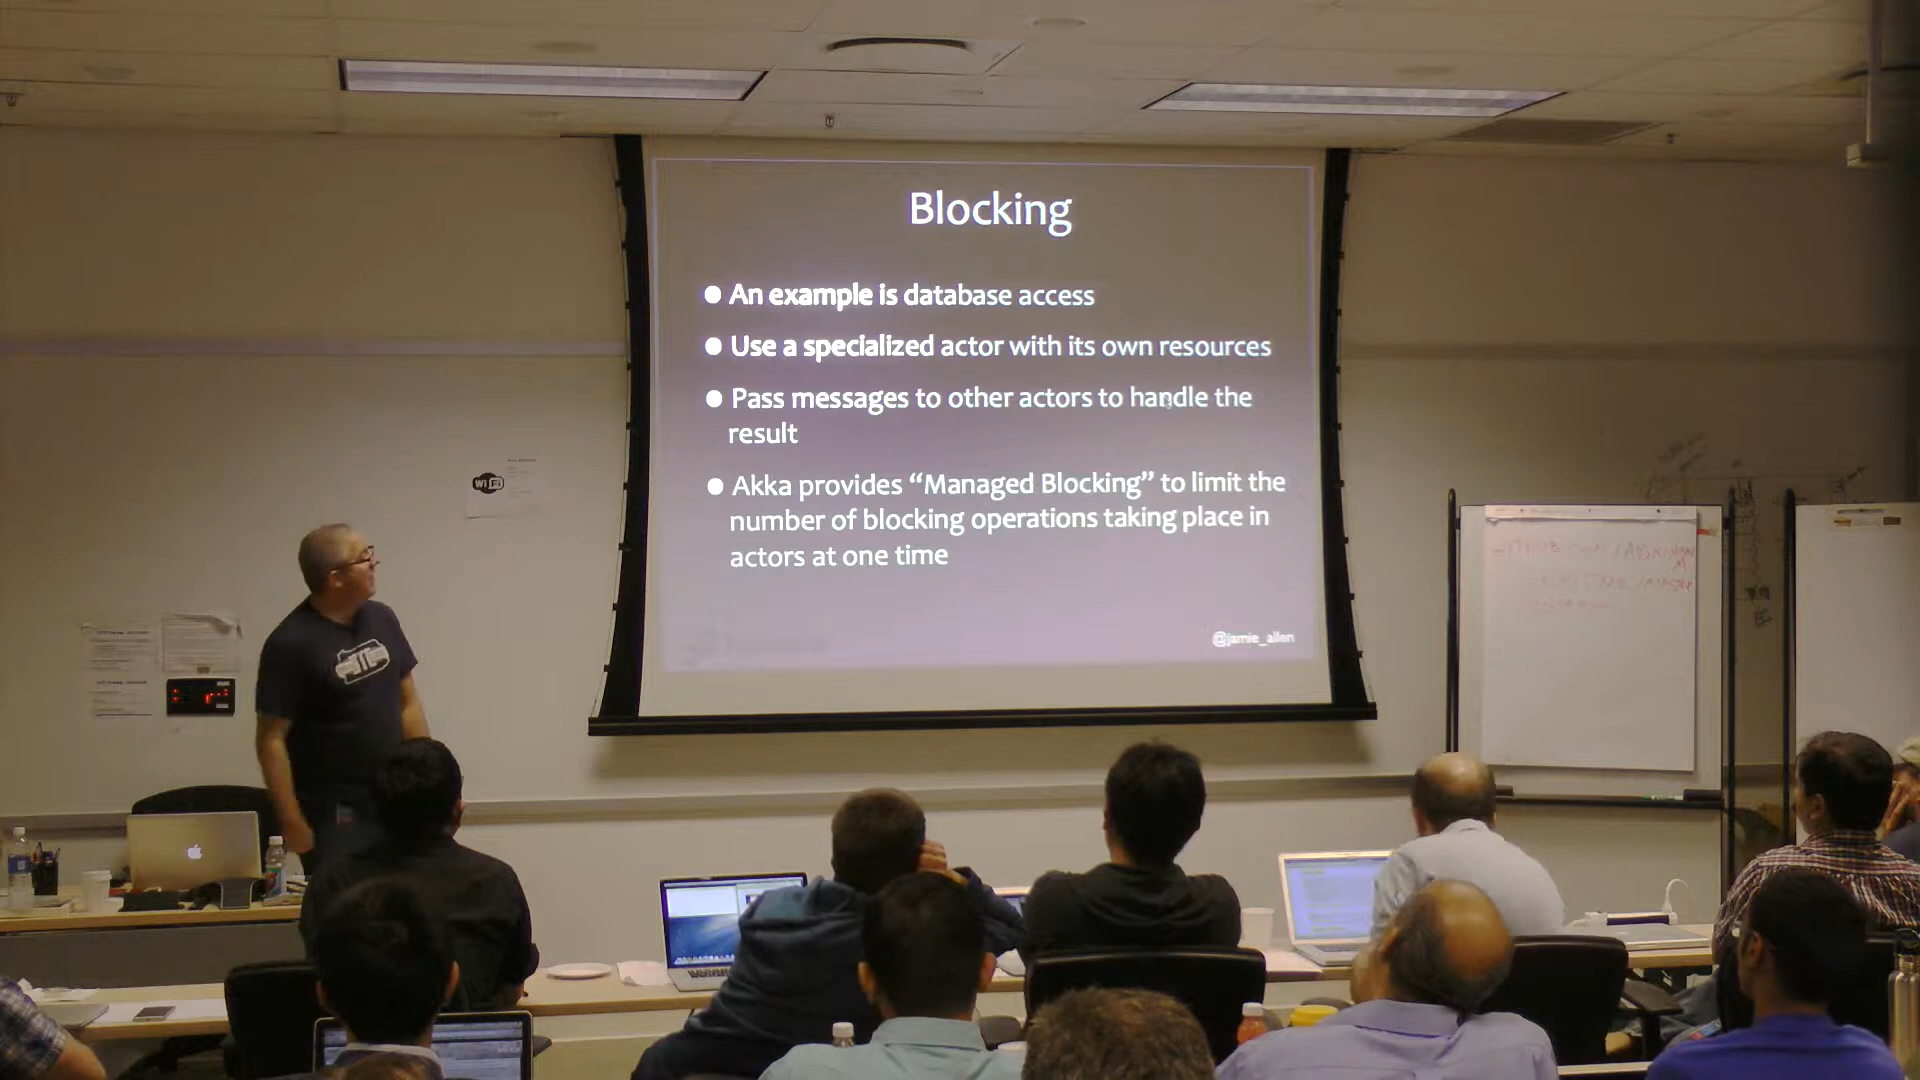 Blocking
● An example is database access
● Use a specialized actor with its own resources
● Pass messages to other actors to handle the
result
● Akka provides “Managed Blocking” to limit the
number of blocking operations taking place in
actors at one time
@jamie_allen
Wi Fi